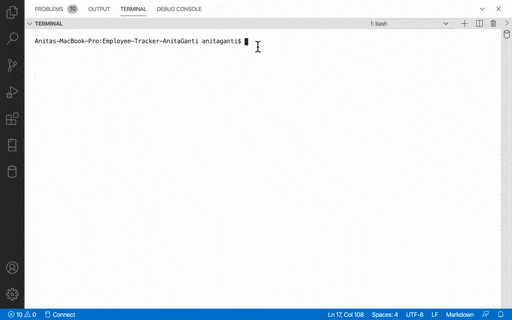 PROBLEMS 10 OUTPUT TERMINAL DEBUG CONSOLE
TERMINAL 1: bash
Anitas-MacBook-Pro:Employee-Tracker-AnitaGanti anitaganti$
10 0 Connect Ln 17, Col 108 Spaces: 4 UTF-8 LF Markdown